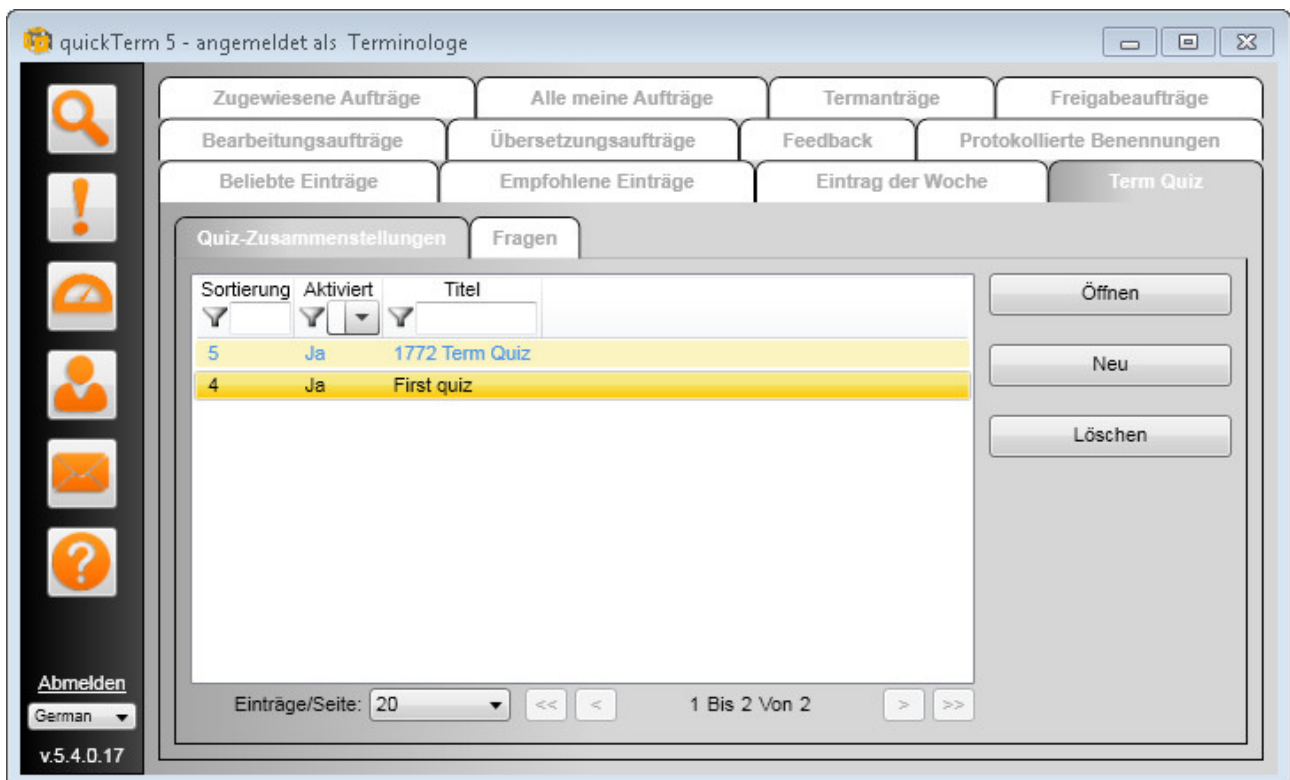 quickTerm 5 - angemeldet als Terminologe
Zugewiesene Aufträge Alle meine Aufträge Termanträge Freigabeaufträge
Bearbeitungsaufträge Übersetzungsaufträge Feedback Protokollierte Benennungen
Beliebte Einträge Empfohlene Einträge Eintrag der Woche Term Quiz
Quiz-Zusammenstellungen Fragen
Sortierung Aktiviert Titel
5 Ja 1772 Term Quiz
4 Ja First quiz
Öffnen
Neu
Löschen
Einträge/Seite: 20 << < 1 Bis 2 Von 2 > >>
Abmelden
German
v.5.4.0.17